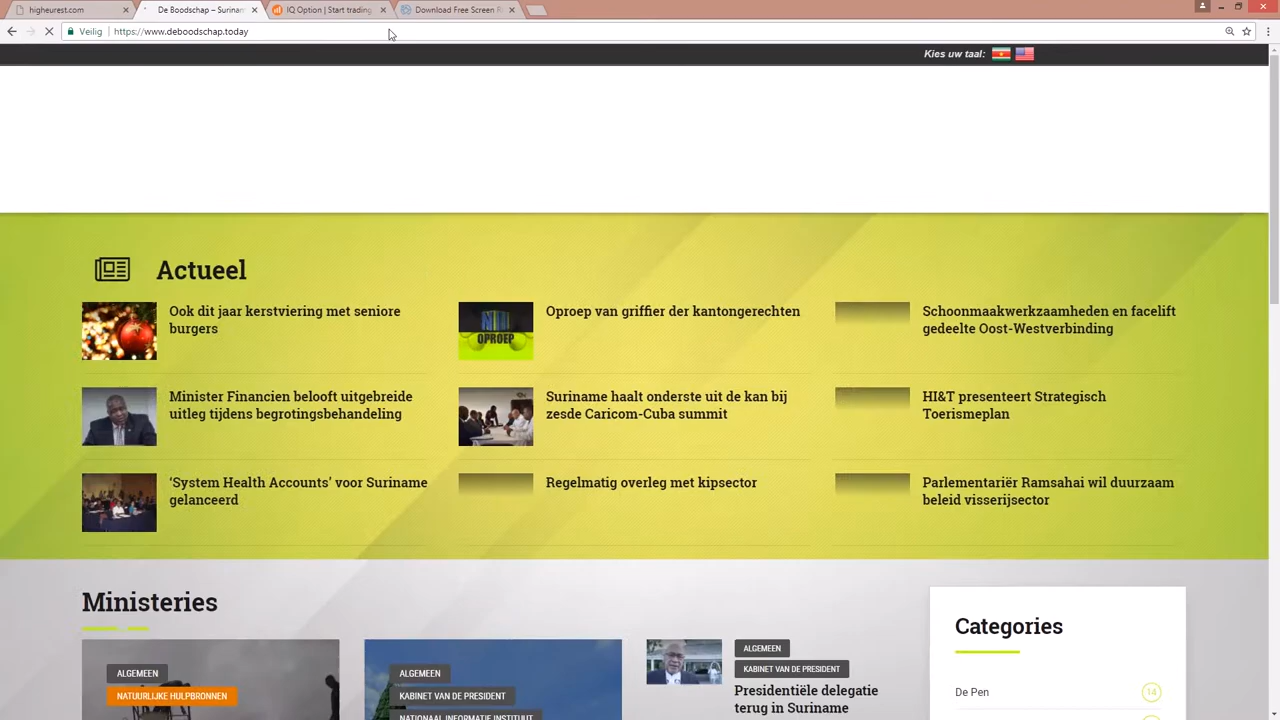 higheurest.com
De Boodschap – Surinam
IQ Option | Start trading
Download Free Screen R
Veilig
https://www.deboodschap.today
Kies uw taal:
Actueel
Ook dit jaar kerstviering met seniore
burgers
Oproep van griffier der kantongerechten
OPROEP
Schoonmaakwerkzaamheden en facelift
gedeelte Oost-Westverbinding
Minister Financien belooft uitgebreide
uitleg tijdens begrotingsbehandeling
Suriname haalt onderste uit de kan bij
zesde Caricom-Cuba summit
HI&T presenteert Strategisch
Toerismeplan
‘System Health Accounts’ voor Suriname
gelanceerd
Regelmatig overleg met kipsector
Parlementariër Ramsahai wil duurzaam
beleid visserijsector
Ministeries
ALGEMEEN
NATUURLIJKE HULPBRONNEN
ALGEMEEN
KABINET VAN DE PRESIDENT
NATIONAAL INFORMATIE INSTITUUT
ALGEMEEN
KABINET VAN DE PRESIDENT
Presidentiële delegatie
terug in Suriname
Categories
De Pen
14